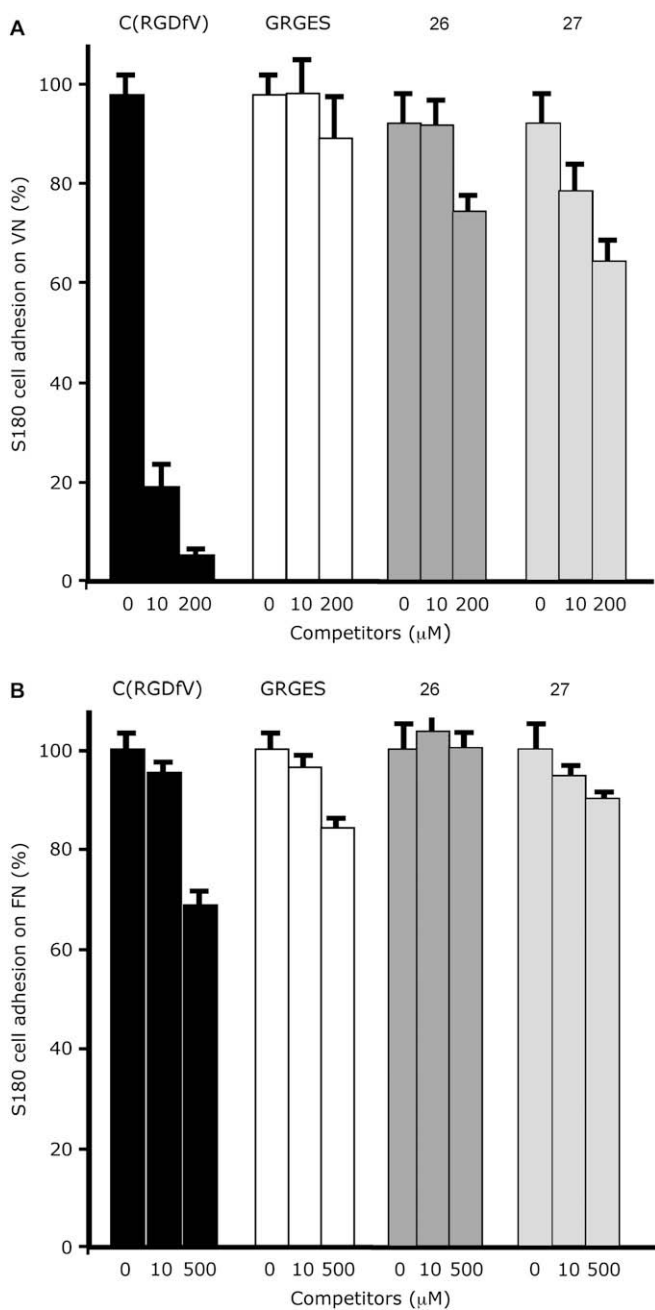 A
C(RGDfV) GRGES 26 27
100
80
60
40
20
0
S180 cell adhesion on VN (%)
0 10 200 0 10 200 0 10 200 0 10 200
Competitors (μM)
B
C(RGDfV) GRGES 26 27
100
80
60
40
20
0
S180 cell adhesion on FN (%)
0 10 500 0 10 500 0 10 500 0 10 500
Competitors (μM)